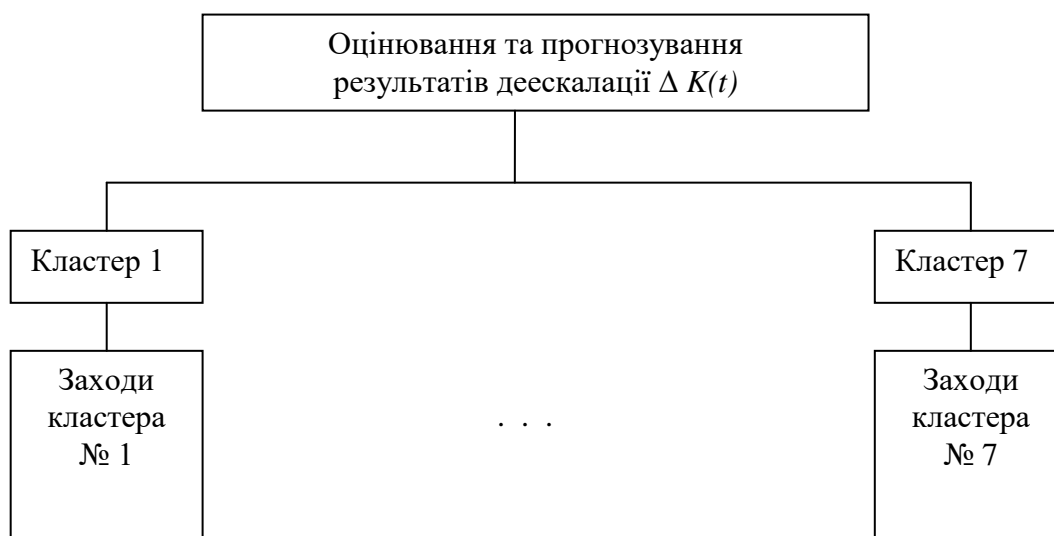 Оцінювання та прогнозування
результатів деескалації Δ K(t)
Кластер 1
Кластер 7
Заходи
кластера
№ 1
. . .
Заходи
кластера
№ 7